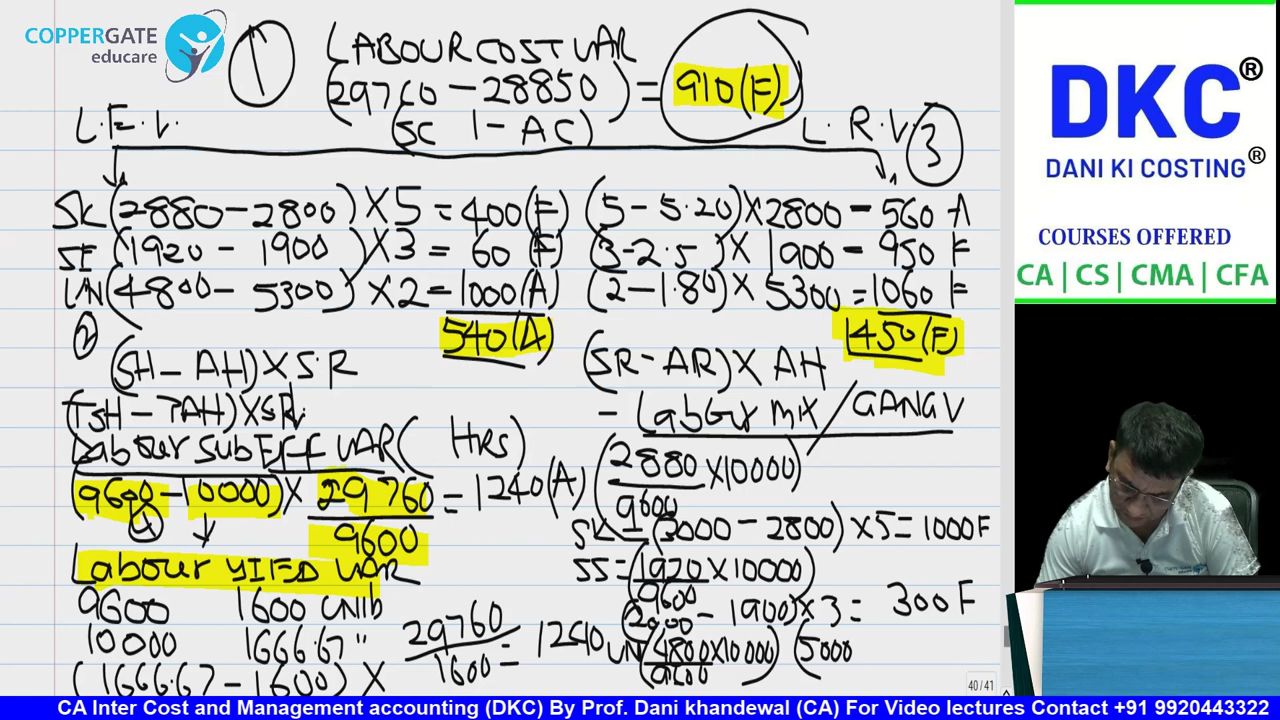 COPPERGATE
educare
1
LABOUR COST VAR
(29760 - 28850) = 910 (F)
(SC 1 - AC)
L.E.V.
L.R.V. 3
SK (2880 - 2800) X 5 = 400 (F)
(5 - 5.20) X 2800 = 560 A
(1920 - 1900) X 3 = 60 (F)
(3 - 2.5) X 1900 = 950 F
UN (4800 - 5300) X 2 = 1000 (A)
(2 - 1.80) X 5300 = 1060 F
2
540 (A)
1450 (F)
(SH - AH) X S.R
(SR - AR) X AH
(TSH - TAH) X SR
- Labour mix / GANG V
Labour Sub Eff VAR (HRS)
(9600 - 10000) X 29760/9600 = 1240 (A)
(2880/9600 X 10000)
SK = (3000 - 2800) X 5 = 1000 F
Labour YIELD VAR
SS = (1920/9600 X 10000)
9600 1600 units
(2000 - 1900) X 3 = 300 F
10000 1666.67 "
29760/1600 = 1240
UN (4800/9600 X 10000) (5000
(1666.67 - 1600) X
40/41
DKC®
DANI KI COSTING®
COURSES OFFERED
CA | CS | CMA | CFA
CA Inter Cost and Management accounting (DKC) By Prof. Dani khandewal (CA) For Video lectures Contact +91 9920443322